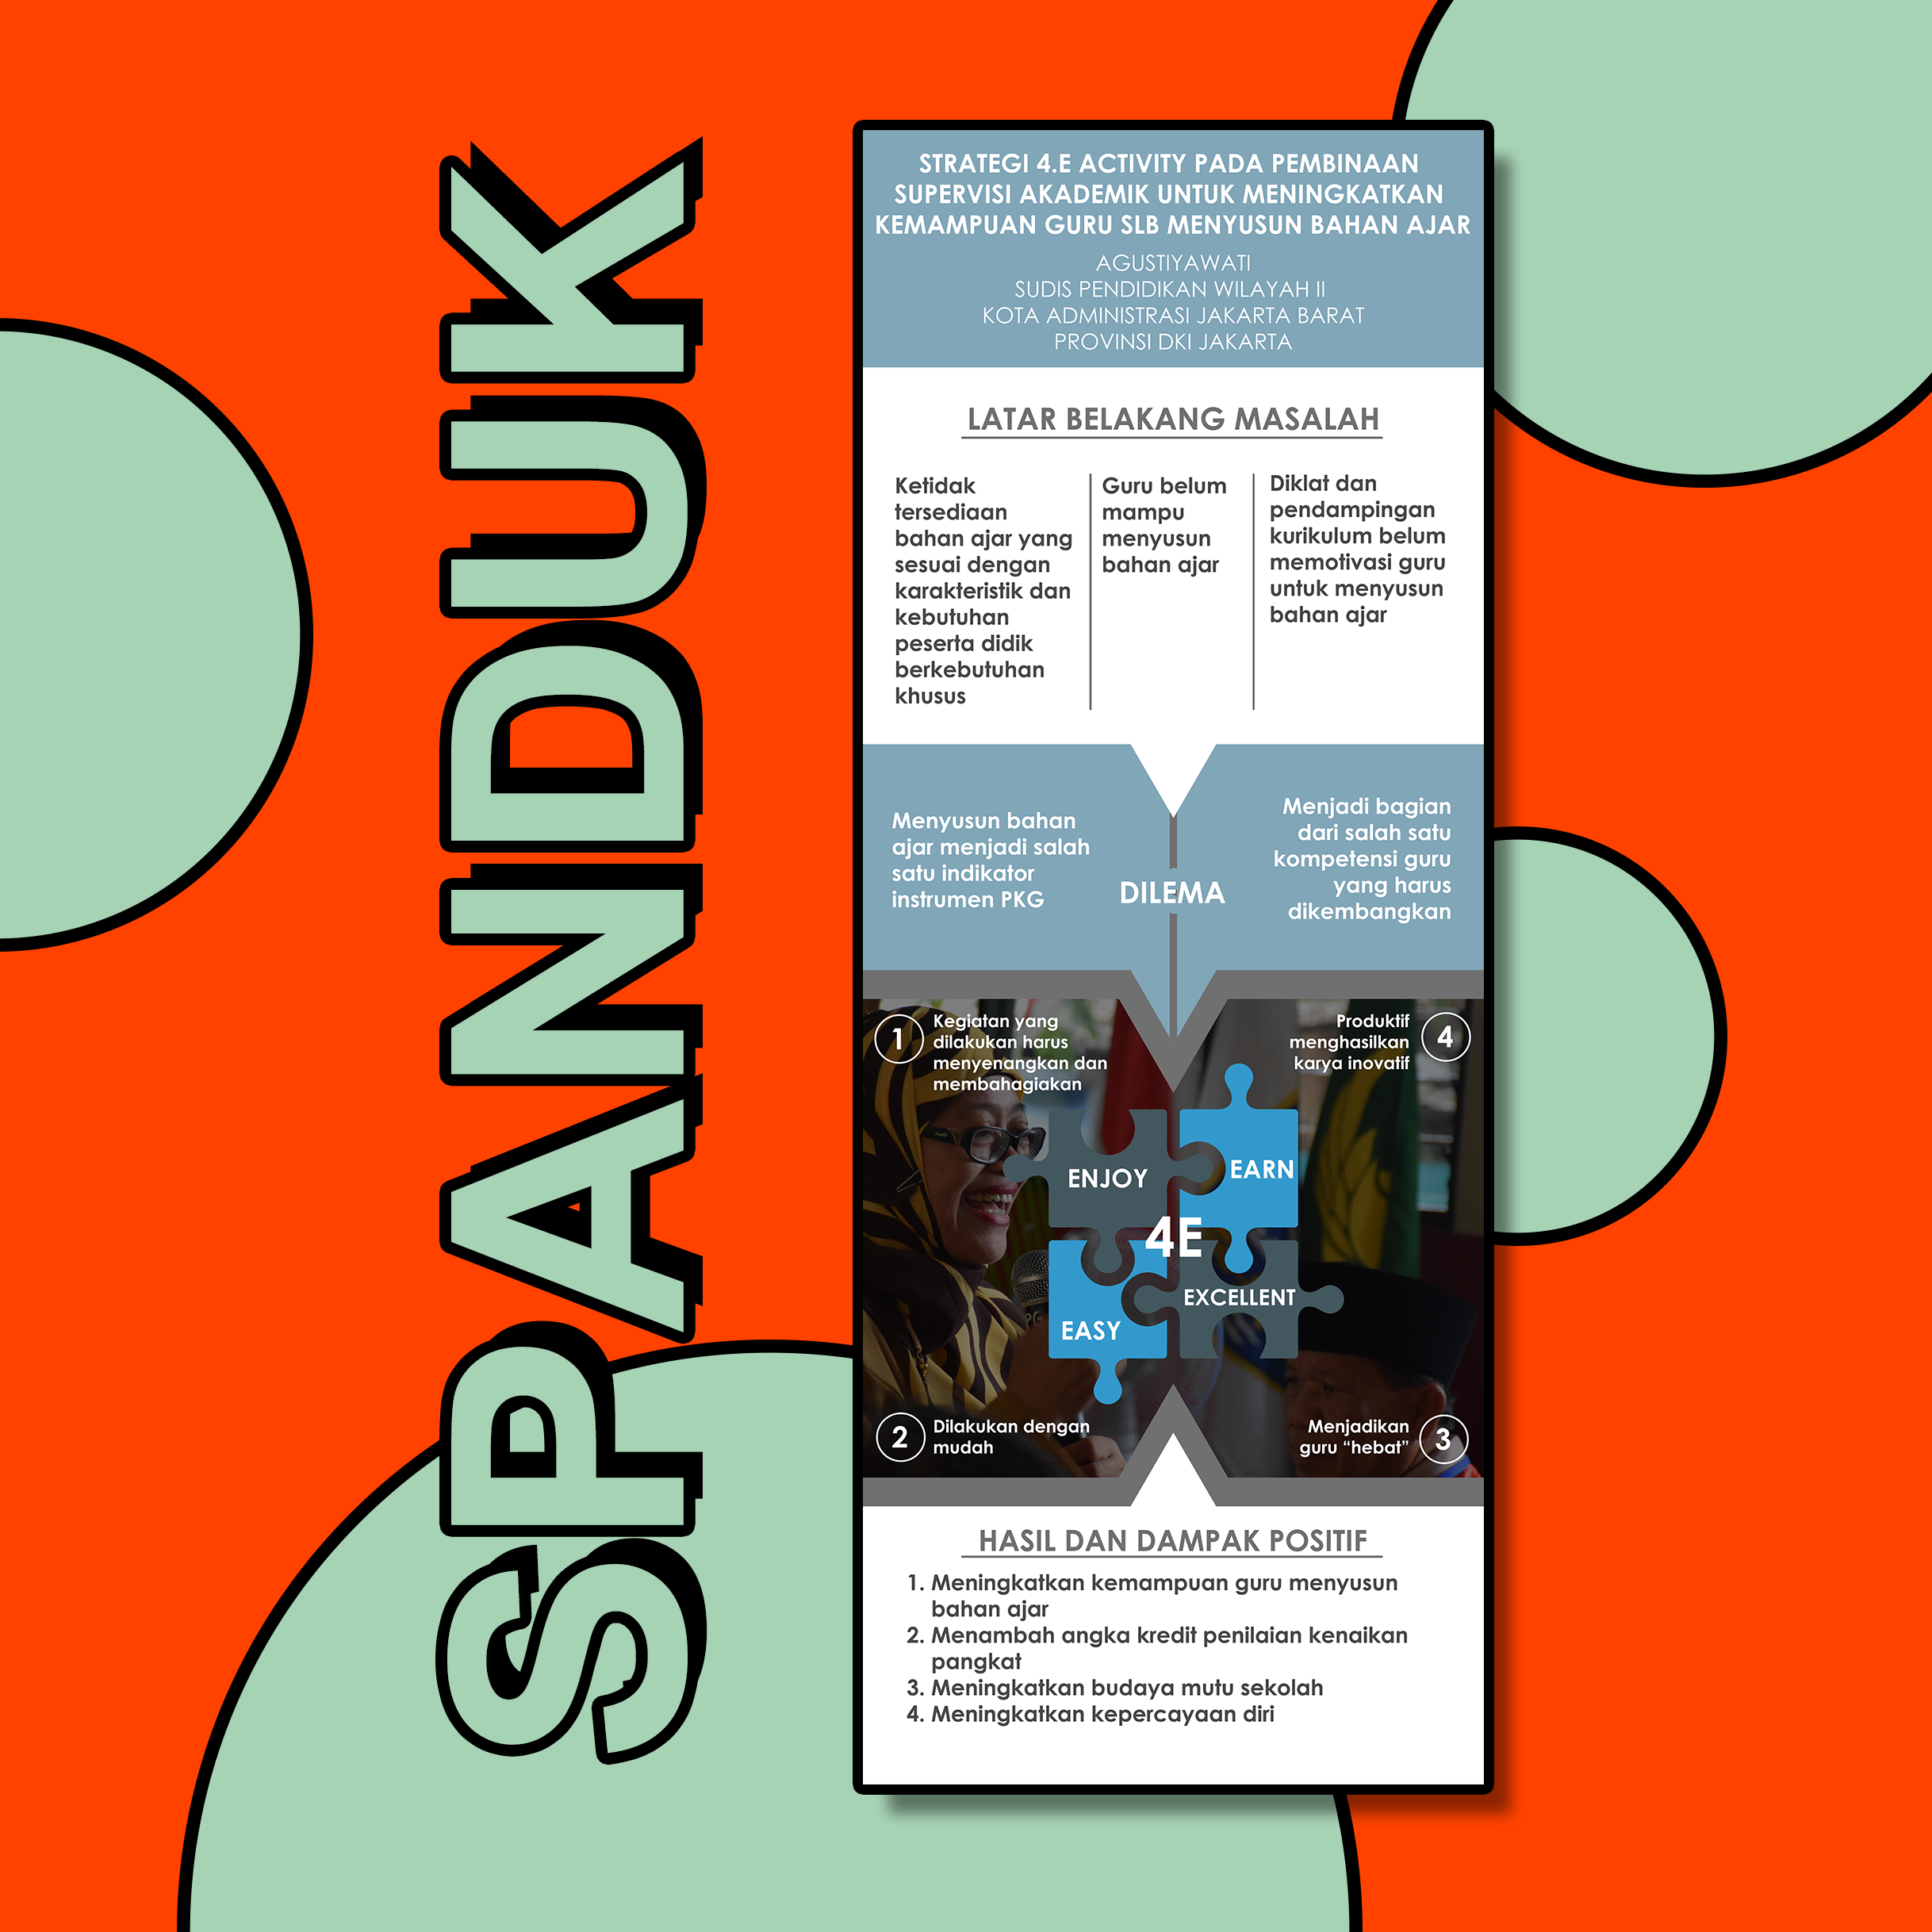 SPANDUK
STRATEGI 4.E ACTIVITY PADA PEMBINAAN
SUPERVISI AKADEMIK UNTUK MENINGKATKAN
KEMAMPUAN GURU SLB MENYUSUN BAHAN AJAR
AGUSTIYAWATI
SUDIS PENDIDIKAN WILAYAH II
KOTA ADMINISTRASI JAKARTA BARAT
PROVINSI DKI JAKARTA
LATAR BELAKANG MASALAH
Ketidak
tersediaan
bahan ajar yang
sesuai dengan
karakteristik dan
kebutuhan
peserta didik
berkebutuhan
khusus
Guru belum
mampu
menyusun
bahan ajar
Diklat dan
pendampingan
kurikulum belum
memotivasi guru
untuk menyusun
bahan ajar
Menyusun bahan
ajar menjadi salah
satu indikator
instrumen PKG
DILEMA
Menjadi bagian
dari salah satu
kompetensi guru
yang harus
dikembangkan
1
Kegiatan yang
dilakukan harus
menyenangkan dan
membahagiakan
Produktif
menghasilkan
karya inovatif
4
ENJOY
EARN
4E
EASY
EXCELLENT
2
Dilakukan dengan
mudah
Menjadikan
guru “hebat”
3
HASIL DAN DAMPAK POSITIF
1. Meningkatkan kemampuan guru menyusun
bahan ajar
2. Menambah angka kredit penilaian kenaikan
pangkat
3. Meningkatkan budaya mutu sekolah
4. Meningkatkan kepercayaan diri